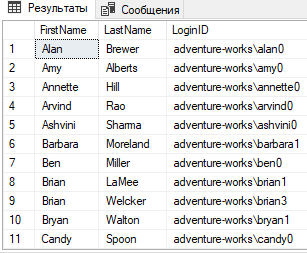 Результаты Сообщения
FirstName LastName LoginID
1 Alan Brewer adventure-works\alan0
2 Amy Alberts adventure-works\amy0
3 Annette Hill adventure-works\annette0
4 Arvind Rao adventure-works\arvind0
5 Ashvini Sharma adventure-works\ashvini0
6 Barbara Moreland adventure-works\barbara1
7 Ben Miller adventure-works\ben0
8 Brian LaMee adventure-works\brian1
9 Brian Welcker adventure-works\brian3
10 Bryan Walton adventure-works\bryan1
11 Candy Spoon adventure-works\candy0